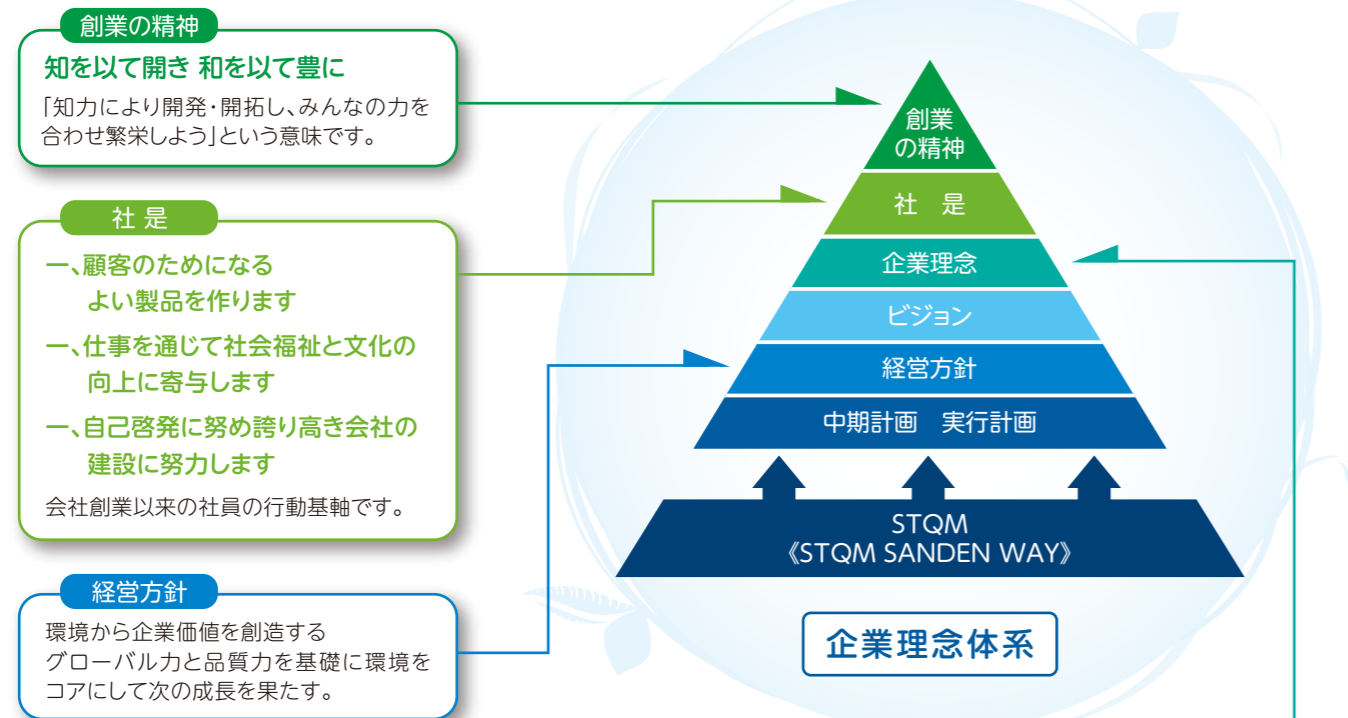 創業の精神
知を以て開き 和を以て豊に
「知力により開発・開拓し、みんなの力を
合わせ繁栄しよう」という意味です。
社 是
一、顧客のためになる
よい製品を作ります
一、仕事を通じて社会福祉と文化の
向上に寄与します
一、自己啓発に努め誇り高き会社の
建設に努力します
会社創業以来の社員の行動基軸です。
経営方針
環境から企業価値を創造する
グローバル力と品質力を基礎に環境を
コアにして次の成長を果たす。
創業
の精神
社 是
企業理念
ビジョン
経営方針
中期計画 実行計画
STQM
《STQM SANDEN WAY》
企業理念体系